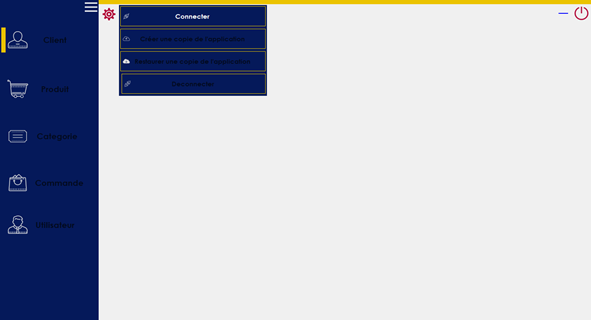 Connecter
Créer une copie de l'application
Restaurer une copie de l'application
Deconnecter
Client
Produit
Categorie
Commande
Utilisateur